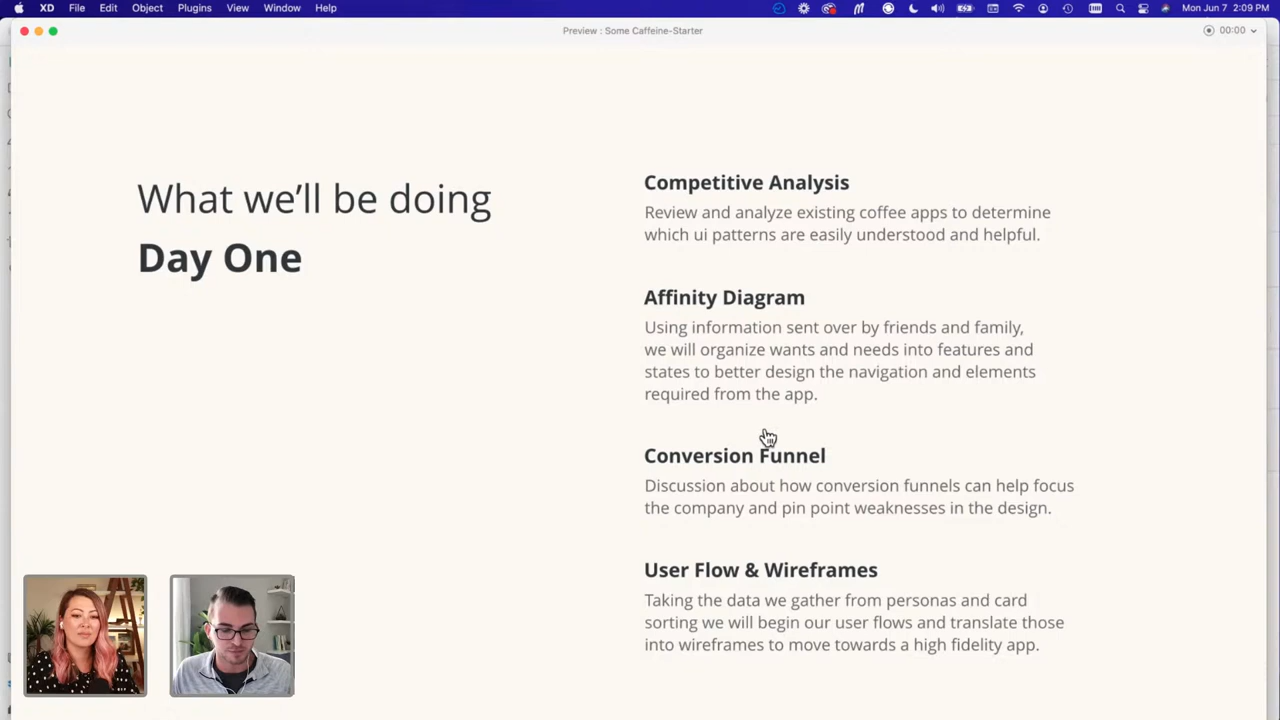 XD File Edit Object Plugins View Window Help
Mon Jun 7 2:09 PM
Preview : Some Caffeine-Starter
00:00
What we’ll be doing
Day One
Competitive Analysis
Review and analyze existing coffee apps to determine
which ui patterns are easily understood and helpful.
Affinity Diagram
Using information sent over by friends and family,
we will organize wants and needs into features and
states to better design the navigation and elements
required from the app.
Conversion Funnel
Discussion about how conversion funnels can help focus
the company and pin point weaknesses in the design.
User Flow & Wireframes
Taking the data we gather from personas and card
sorting we will begin our user flows and translate those
into wireframes to move towards a high fidelity app.